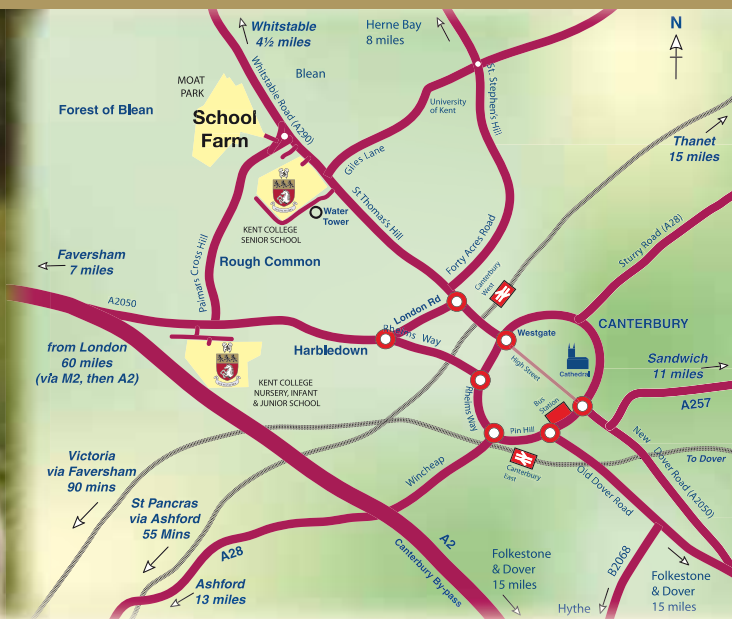 Whitstable
4½ miles
Herne Bay
8 miles
N
MOAT
PARK
Blean
Whitstable Road (A290)
St. Stephen's Hill
Forest of Blean
School
Farm
University
of Kent
Giles Lane
Thanet
15 miles
Water
Tower
St Thomas's Hill
KENT COLLEGE
SENIOR SCHOOL
Forty Acres Road
Sturry Road (A28)
Faversham
7 miles
Palmars Cross Hill
Rough Common
Canterbury
West
A2050
London Rd
Rheims Way
Westgate
CANTERBURY
from London
60 miles
(via M2, then A2)
Harbledown
High Street
Cathedral
Sandwich
11 miles
KENT COLLEGE
NURSERY, INFANT
& JUNIOR SCHOOL
Rheims Way
Bus
Station
A257
Pin Hill
New Dover Road (A2050)
Victoria
via Faversham
90 mins
Wincheap
Canterbury
East
To Dover
Old Dover Road
St Pancras
via Ashford
55 Mins
A28
A2
Canterbury By-pass
Folkestone
& Dover
15 miles
B2068
Ashford
13 miles
Hythe
Folkestone
& Dover
15 miles